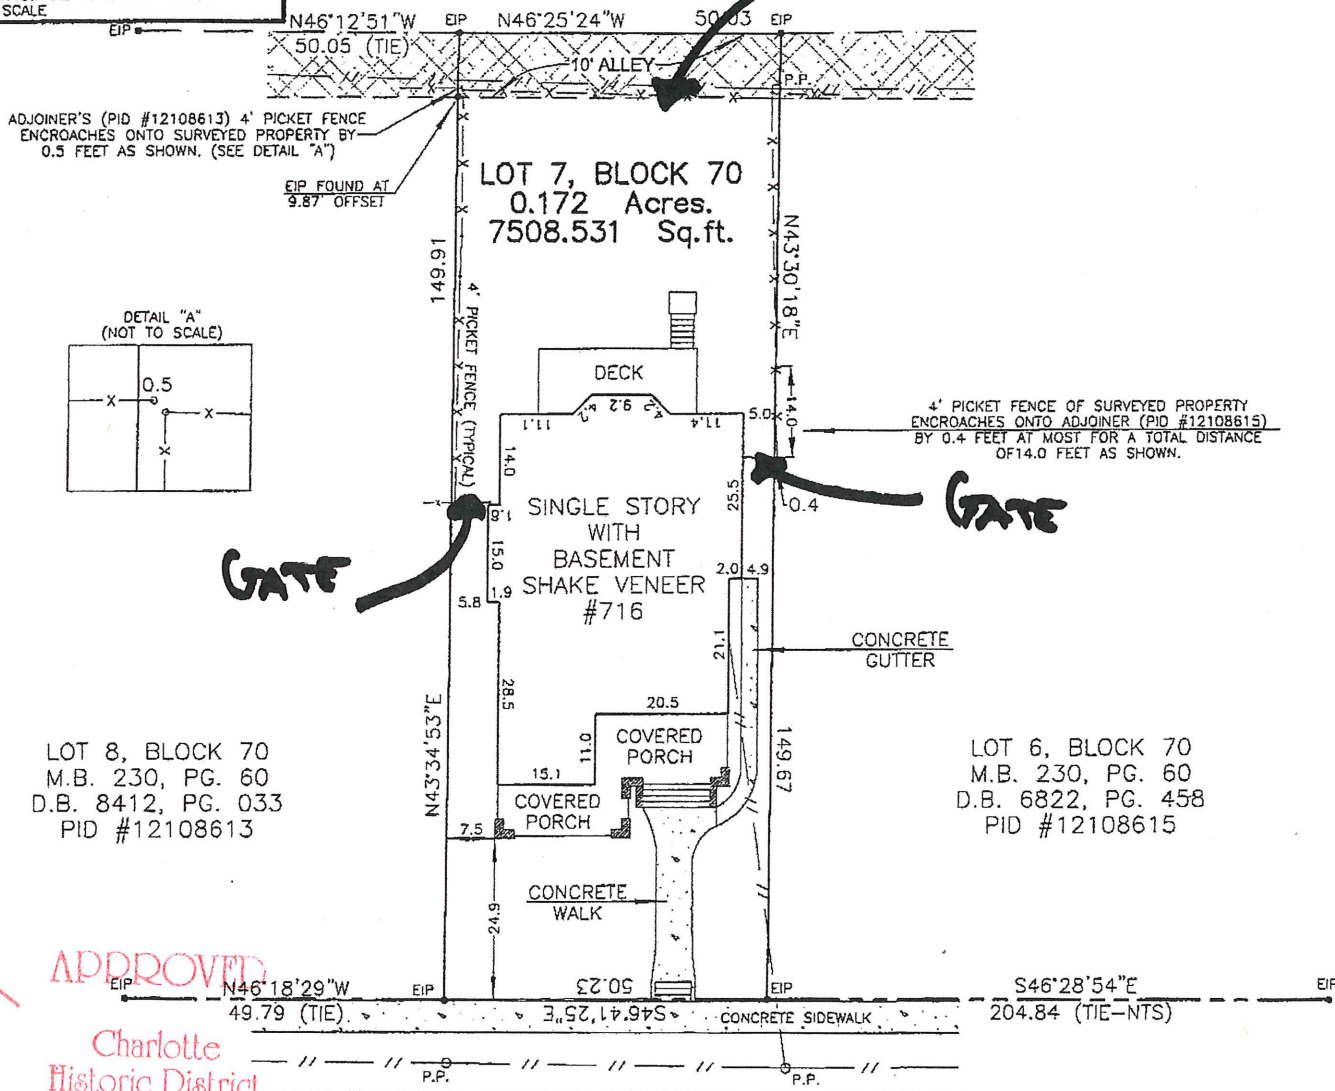 SCALE
N46°12'51"W
EIP
N46°25'24"W
50.03
EIP
EIP
50.05 (TIE)
10' ALLEY
P.P.
ADJOINER'S (PID #12108613) 4' PICKET FENCE
ENCROACHES ONTO SURVEYED PROPERTY BY
0.5 FEET AS SHOWN. (SEE DETAIL "A")
EIP FOUND AT
9.87' OFFSET
LOT 7, BLOCK 70
0.172 Acres.
7508.531 Sq.ft.
149.91
N43°30'18"E
4' PICKET FENCE (TYPICAL)
DETAIL "A"
(NOT TO SCALE)
0.5
DECK
9.2
4.2
4.2
11.1
11.4
5.0
14.0
4' PICKET FENCE OF SURVEYED PROPERTY
ENCROACHES ONTO ADJOINER (PID #12108615)
BY 0.4 FEET AT MOST FOR A TOTAL DISTANCE
OF14.0 FEET AS SHOWN.
14.0
25.5
0.4
GATE
1.8
SINGLE STORY
WITH
BASEMENT
SHAKE VENEER
#716
15.0
GATE
5.8
1.9
2.0
4.9
21.1
CONCRETE
GUTTER
28.5
20.5
N43°34'53"E
11.0
COVERED
PORCH
149.67
LOT 8, BLOCK 70
M.B. 230, PG. 60
D.B. 8412, PG. 033
PID #12108613
15.1
COVERED
PORCH
LOT 6, BLOCK 70
M.B. 230, PG. 60
D.B. 6822, PG. 458
PID #12108615
7.5
24.9
CONCRETE
WALK
APPROVED
EIP
N46°18'29"W
49.79 (TIE)
EIP
50.23
S46°41'25"E
EIP
CONCRETE SIDEWALK
S46°28'54"E
204.84 (TIE-NTS)
EIP
Charlotte
Historic District
P.P.
P.P.